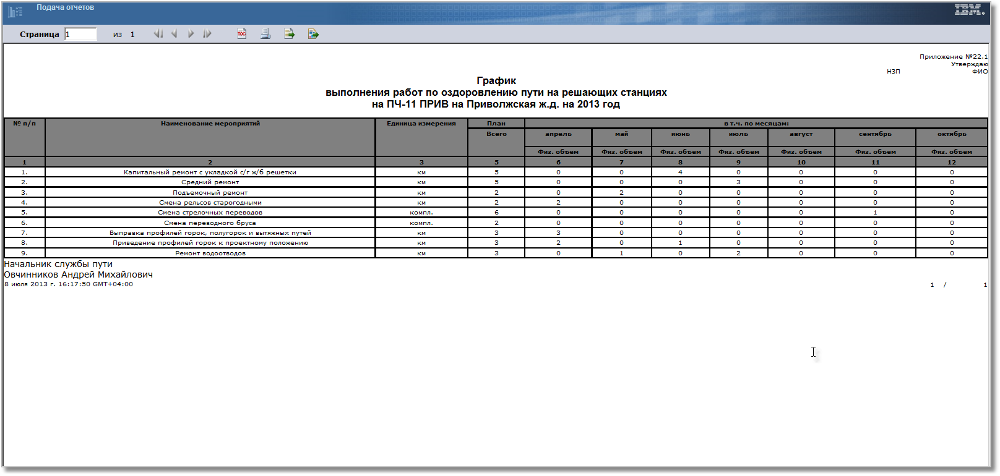 Подача отчетов
IBM.
Страница 1 из 1
TOC
Приложение №22.1
Утверждаю
НЗП ФИО
График
выполнения работ по оздоровлению пути на решающих станциях
на ПЧ-11 ПРИВ на Приволжская ж.д. на 2013 год
№ п/п Наименование мероприятий Единица измерения План в т.ч. по месяцам:
Всего апрель май июнь июль август сентябрь октябрь
Физ. объем Физ. объем Физ. объем Физ. объем Физ. объем Физ. объем Физ. объем
1 2 3 5 6 7 8 9 10 11 12
1. Капитальный ремонт с укладкой с/г ж/б решетки км 5 0 0 4 0 0 0 0
2. Средний ремонт км 5 0 0 0 3 0 0 0
3. Подъемочный ремонт км 2 0 2 0 0 0 0 0
4. Смена рельсов старогодными км 2 2 0 0 0 0 0 0
5. Смена стрелочных переводов компл. 6 0 0 0 0 0 1 0
6. Смена переводного бруса компл. 2 0 0 0 0 0 0 0
7. Выправка профилей горок, полугорок и вытяжных путей км 3 3 0 0 0 0 0 0
8. Приведение профилей горок к проектному положению км 3 2 0 1 0 0 0 0
9. Ремонт водоотводов км 3 0 1 0 2 0 0 0
Начальник службы пути
Овчинников Андрей Михайлович
8 июля 2013 г. 16:17:50 GMT+04:00 1 / 1